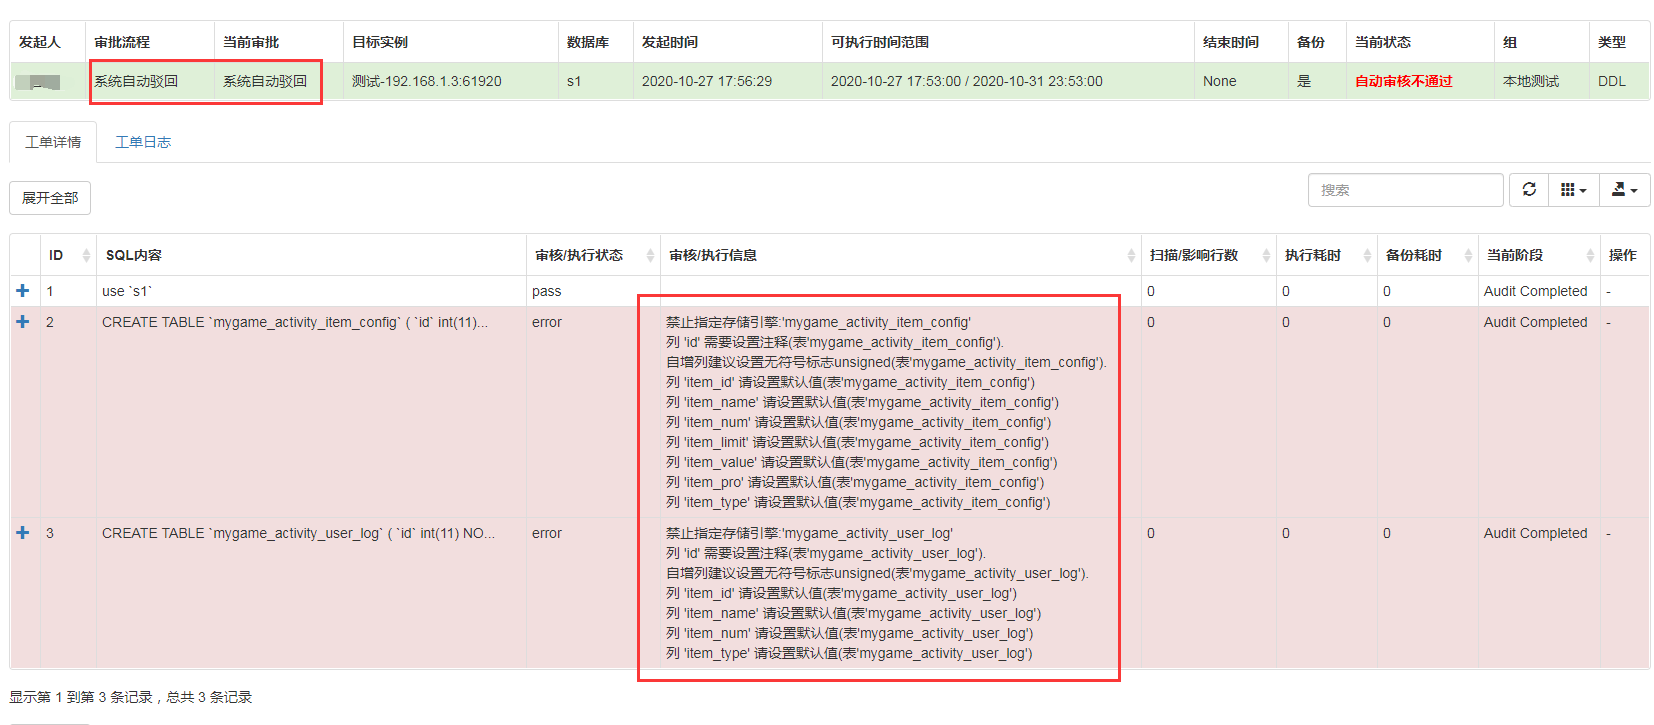 发起人 审批流程 当前审批 目标实例 数据库 发起时间 可执行时间范围 结束时间 备份 当前状态 组 类型
系统自动驳回 系统自动驳回 测试-192.168.1.3:61920 s1 2020-10-27 17:56:29 2020-10-27 17:53:00 / 2020-10-31 23:53:00 None 是 自动审核不通过 本地测试 DDL
工单详情 工单日志
展开全部 搜索
ID SQL内容 审核/执行状态 审核/执行信息 扫描/影响行数 执行耗时 备份耗时 当前阶段 操作
1 use `s1` pass 0 0 0 Audit Completed -
2 CREATE TABLE `mygame_activity_item_config` ( `id` int(11)... error 禁止指定存储引擎:'mygame_activity_item_config' 0 0 0 Audit Completed -
列 'id' 需要设置注释(表'mygame_activity_item_config').
自增列建议设置无符号标志unsigned(表'mygame_activity_item_config').
列 'item_id' 请设置默认值(表'mygame_activity_item_config')
列 'item_name' 请设置默认值(表'mygame_activity_item_config')
列 'item_num' 请设置默认值(表'mygame_activity_item_config')
列 'item_limit' 请设置默认值(表'mygame_activity_item_config')
列 'item_value' 请设置默认值(表'mygame_activity_item_config')
列 'item_pro' 请设置默认值(表'mygame_activity_item_config')
列 'item_type' 请设置默认值(表'mygame_activity_item_config')
3 CREATE TABLE `mygame_activity_user_log` ( `id` int(11) NO... error 禁止指定存储引擎:'mygame_activity_user_log' 0 0 0 Audit Completed -
列 'id' 需要设置注释(表'mygame_activity_user_log').
自增列建议设置无符号标志unsigned(表'mygame_activity_user_log').
列 'item_id' 请设置默认值(表'mygame_activity_user_log')
列 'item_name' 请设置默认值(表'mygame_activity_user_log')
列 'item_num' 请设置默认值(表'mygame_activity_user_log')
列 'item_type' 请设置默认值(表'mygame_activity_user_log')
显示第 1 到第 3 条记录，总共 3 条记录